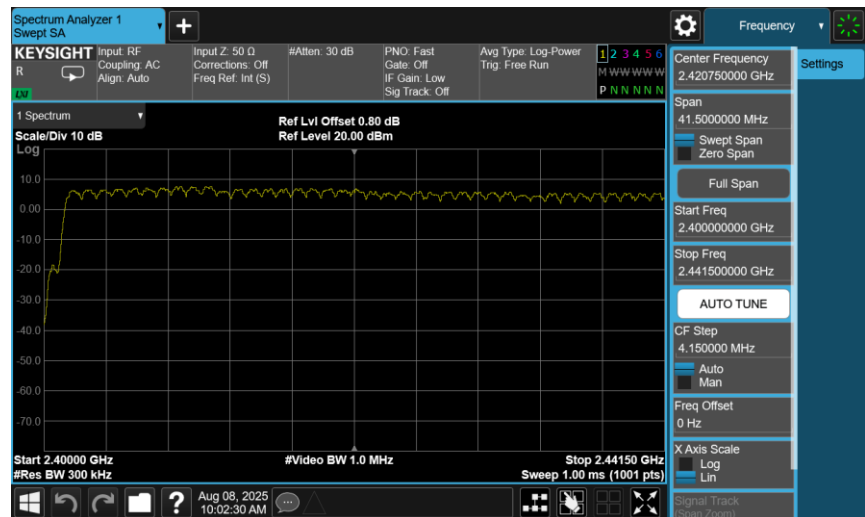 Spectrum Analyzer 1
Swept SA
+
Frequency
KEYSIGHT
R
LXI
Input: RF
Coupling: AC
Align: Auto
Input Z: 50 Ω
Corrections: Off
Freq Ref: Int (S)
#Atten: 30 dB
PNO: Fast
Gate: Off
IF Gain: Low
Sig Track: Off
Avg Type: Log-Power
Trig: Free Run
1 2 3 4 5 6
M W W W W W
P N N N N N
1 Spectrum
Scale/Div 10 dB
Ref Lvl Offset 0.80 dB
Ref Level 20.00 dBm
Log
10.0
0.00
-10.0
-20.0
-30.0
-40.0
-50.0
-60.0
-70.0
Start 2.40000 GHz
#Res BW 300 kHz
#Video BW 1.0 MHz
Stop 2.44150 GHz
Sweep 1.00 ms (1001 pts)
?
Aug 08, 2025
10:02:30 AM
Center Frequency
2.420750000 GHz
Span
41.5000000 MHz
Swept Span
Zero Span
Full Span
Start Freq
2.400000000 GHz
Stop Freq
2.441500000 GHz
AUTO TUNE
CF Step
4.150000 MHz
Auto
Man
Freq Offset
0 Hz
X Axis Scale
Log
Lin
Signal Track
(Span Zoom)
Settings